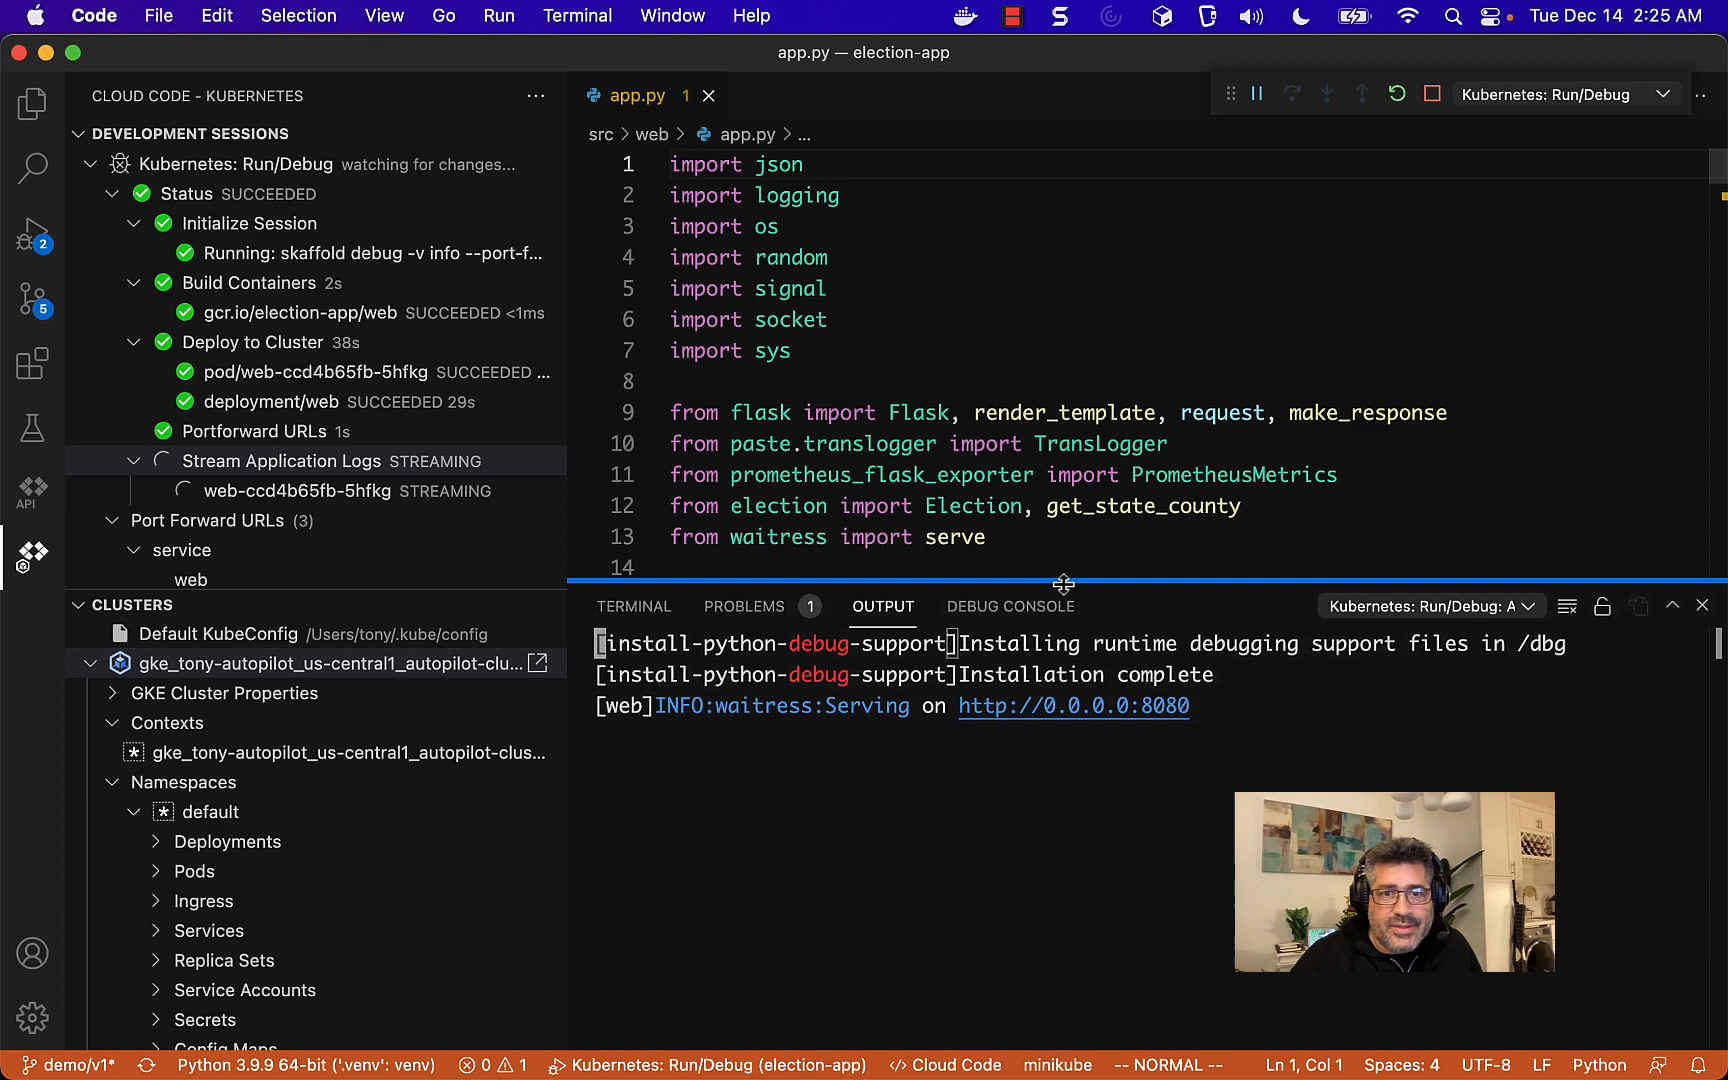 Code File Edit Selection View Go Run Terminal Window Help Tue Dec 14 2:25 AM
app.py — election-app
CLOUD CODE - KUBERNETES ...
app.py 1
Kubernetes: Run/Debug
DEVELOPMENT SESSIONS
Kubernetes: Run/Debug watching for changes...
Status SUCCEEDED
Initialize Session
Running: skaffold debug -v info --port-f...
Build Containers 2s
gcr.io/election-app/web SUCCEEDED <1ms
Deploy to Cluster 38s
pod/web-ccd4b65fb-5hfkg SUCCEEDED ...
deployment/web SUCCEEDED 29s
Portforward URLs 1s
Stream Application Logs STREAMING
web-ccd4b65fb-5hfkg STREAMING
Port Forward URLs (3)
service
web
2
5
API
CLUSTERS
Default KubeConfig /Users/tony/.kube/config
gke_tony-autopilot_us-central1_autopilot-clu...
GKE Cluster Properties
Contexts
gke_tony-autopilot_us-central1_autopilot-clus...
Namespaces
default
Deployments
Pods
Ingress
Services
Replica Sets
Service Accounts
Secrets
Config Maps
src > web > app.py > ...
1 import json
2 import logging
3 import os
4 import random
5 import signal
6 import socket
7 import sys
8
9 from flask import Flask, render_template, request, make_response
10 from paste.translogger import TransLogger
11 from prometheus_flask_exporter import PrometheusMetrics
12 from election import Election, get_state_county
13 from waitress import serve
14
TERMINAL PROBLEMS 1 OUTPUT DEBUG CONSOLE Kubernetes: Run/Debug: A
[install-python-debug-support]Installing runtime debugging support files in /dbg
[install-python-debug-support]Installation complete
[web]INFO:waitress:Serving on http://0.0.0.0:8080
demo/v1* Python 3.9.9 64-bit ('.venv': venv) 0 1 Kubernetes: Run/Debug (election-app) Cloud Code minikube -- NORMAL -- Ln 1, Col 1 Spaces: 4 UTF-8 LF Python